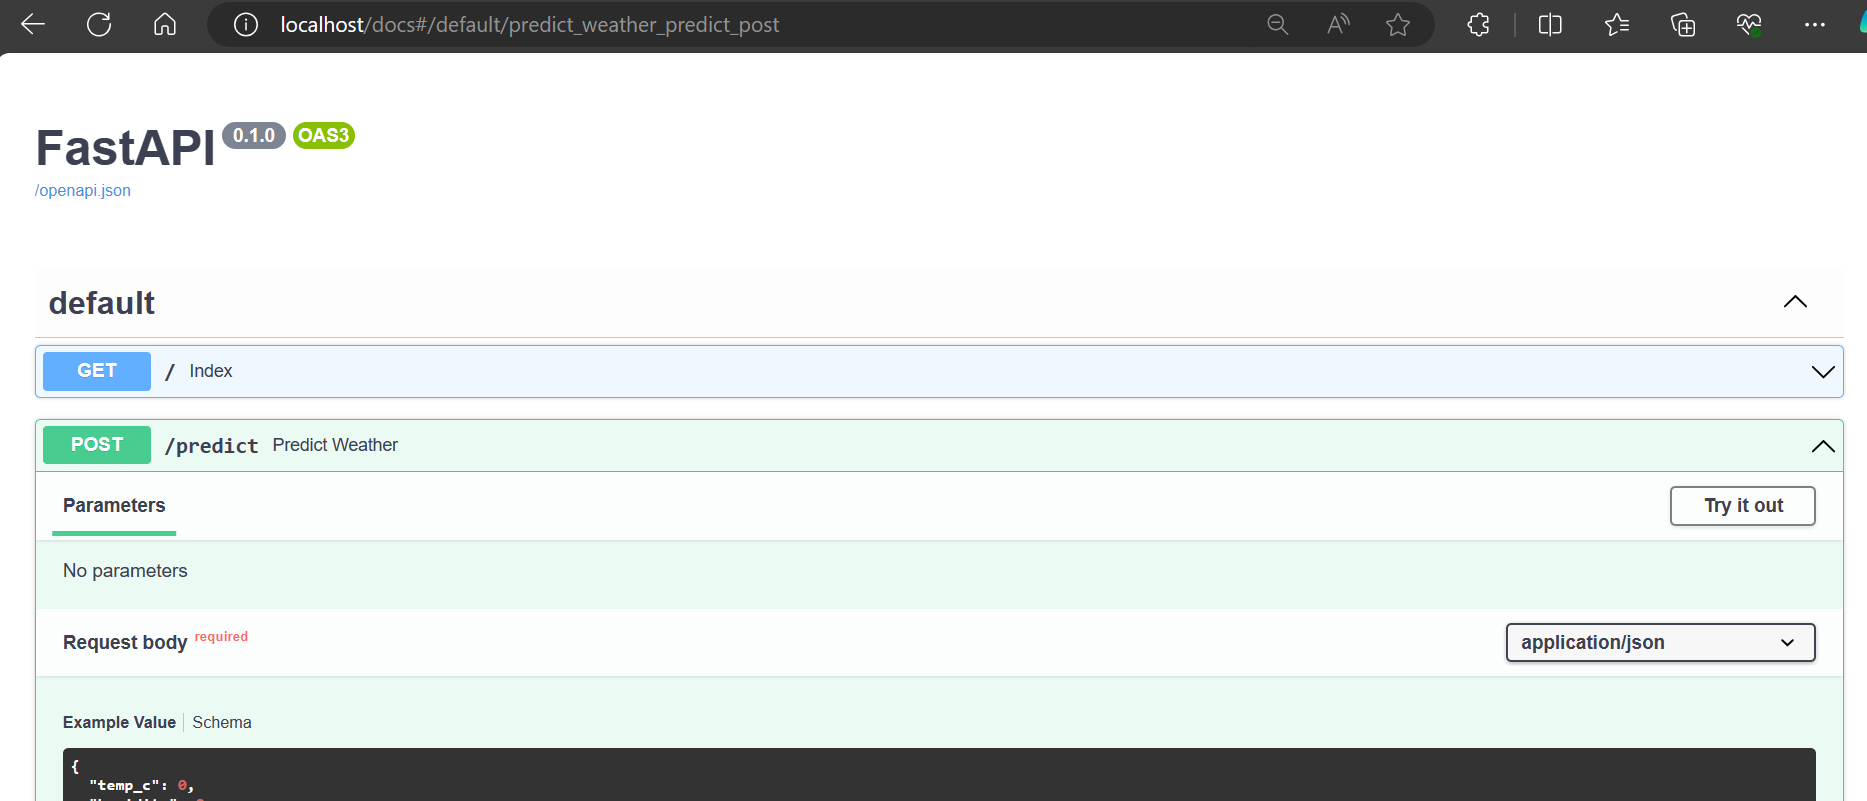 localhost/docs#/default/predict_weather_predict_post
FastAPI 0.1.0 OAS3
/openapi.json
default
GET / Index
POST /predict Predict Weather
Parameters Try it out
No parameters
Request body required application/json
Example Value Schema
{
"temp_c": 0,